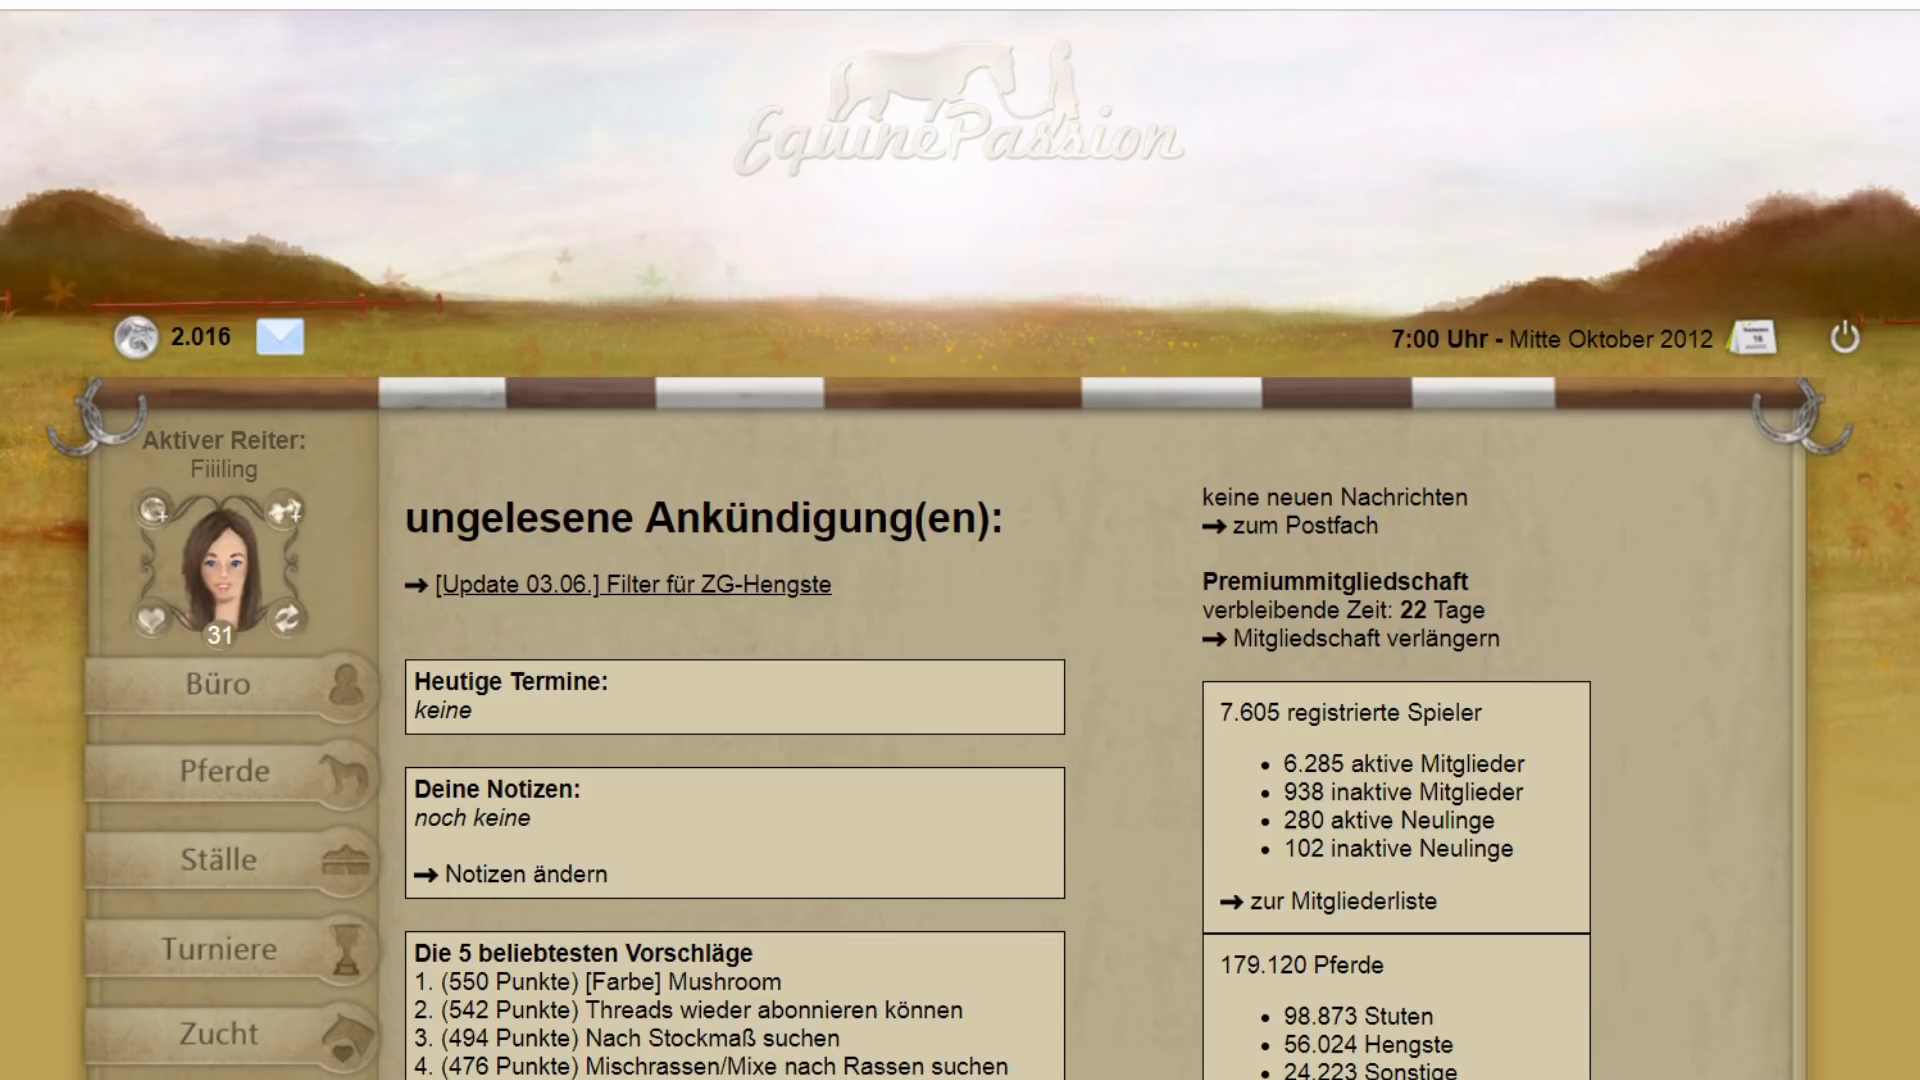 EquinePassion
2.016
7:00 Uhr - Mitte Oktober 2012
Aktiver Reiter:
Fiiiling
31
Büro
Pferde
Ställe
Turniere
Zucht
ungelesene Ankündigung(en):
➞ [Update 03.06.] Filter für ZG-Hengste
Heutige Termine:
keine
Deine Notizen:
noch keine
➞ Notizen ändern
Die 5 beliebtesten Vorschläge
1. (550 Punkte) [Farbe] Mushroom
2. (542 Punkte) Threads wieder abonnieren können
3. (494 Punkte) Nach Stockmaß suchen
4. (476 Punkte) Mischrassen/Mixe nach Rassen suchen
keine neuen Nachrichten
➞ zum Postfach
Premiummitgliedschaft
verbleibende Zeit: 22 Tage
➞ Mitgliedschaft verlängern
7.605 registrierte Spieler
• 6.285 aktive Mitglieder
• 938 inaktive Mitglieder
• 280 aktive Neulinge
• 102 inaktive Neulinge
➞ zur Mitgliederliste
179.120 Pferde
• 98.873 Stuten
• 56.024 Hengste
• 24.223 Sonstige